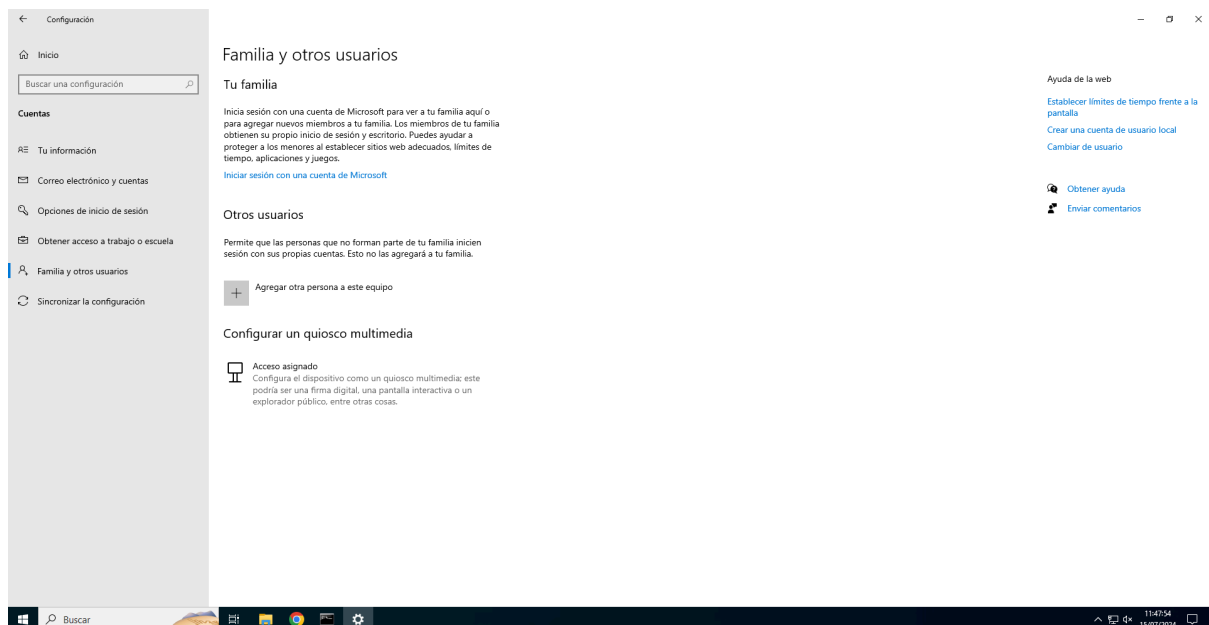 Configuración
Inicio
Buscar una configuración
Cuentas
Tu información
Correo electrónico y cuentas
Opciones de inicio de sesión
Obtener acceso a trabajo o escuela
Familia y otros usuarios
Sincronizar la configuración
Familia y otros usuarios
Tu familia
Inicia sesión con una cuenta de Microsoft para ver a tu familia aquí o
para agregar nuevos miembros a tu familia. Los miembros de tu familia
obtienen su propio inicio de sesión y escritorio. Puedes ayudar a
proteger a los menores al establecer sitios web adecuados, límites de
tiempo, aplicaciones y juegos.
Iniciar sesión con una cuenta de Microsoft
Otros usuarios
Permite que las personas que no forman parte de tu familia inicien
sesión con sus propias cuentas. Esto no las agregará a tu familia.
Agregar otra persona a este equipo
Configurar un quiosco multimedia
Acceso asignado
Configura el dispositivo como un quiosco multimedia; este
podría ser una firma digital, una pantalla interactiva o un
explorador público, entre otras cosas.
Ayuda de la web
Establecer límites de tiempo frente a la
pantalla
Crear una cuenta de usuario local
Cambiar de usuario
Obtener ayuda
Enviar comentarios
Buscar
11:47:54
15/07/2024